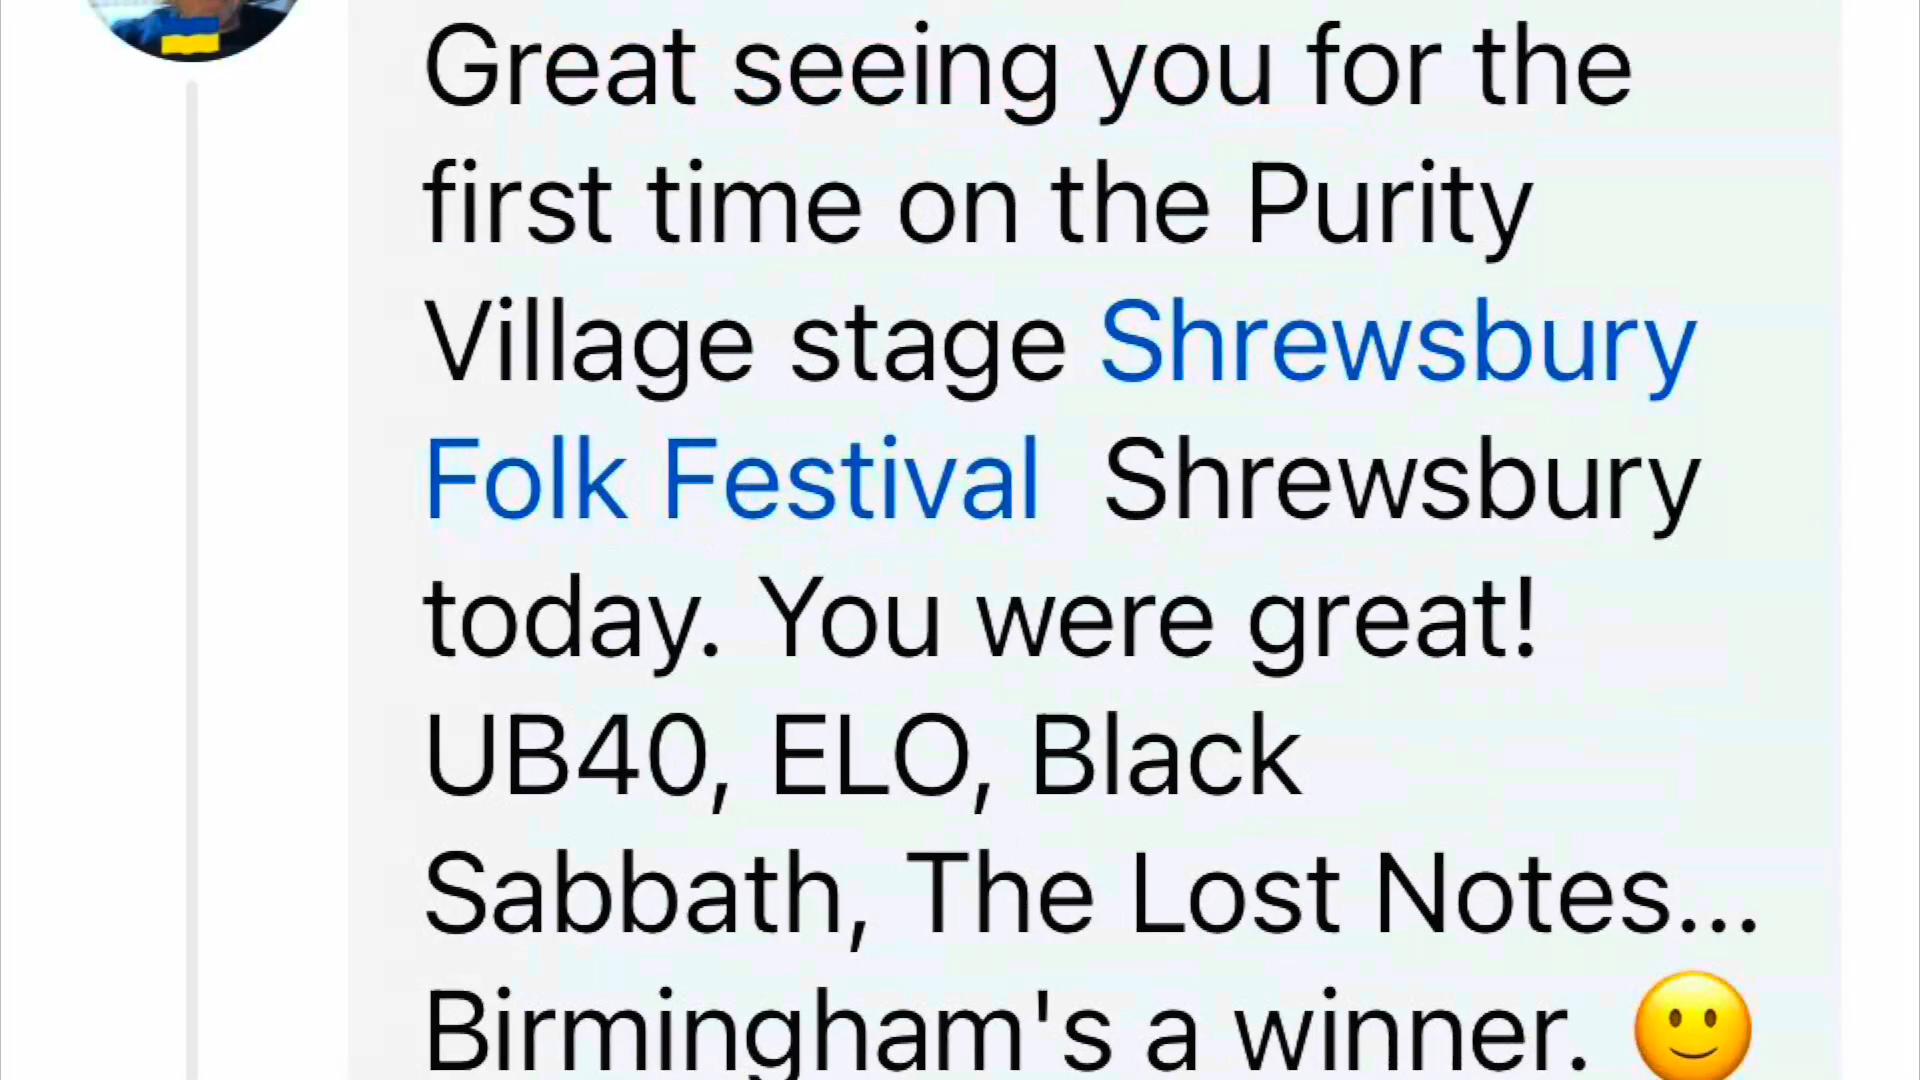 Great seeing you for the
first time on the Purity
Village stage Shrewsbury
Folk Festival Shrewsbury
today. You were great!
UB40, ELO, Black
Sabbath, The Lost Notes...
Birmingham's a winner. 🙂